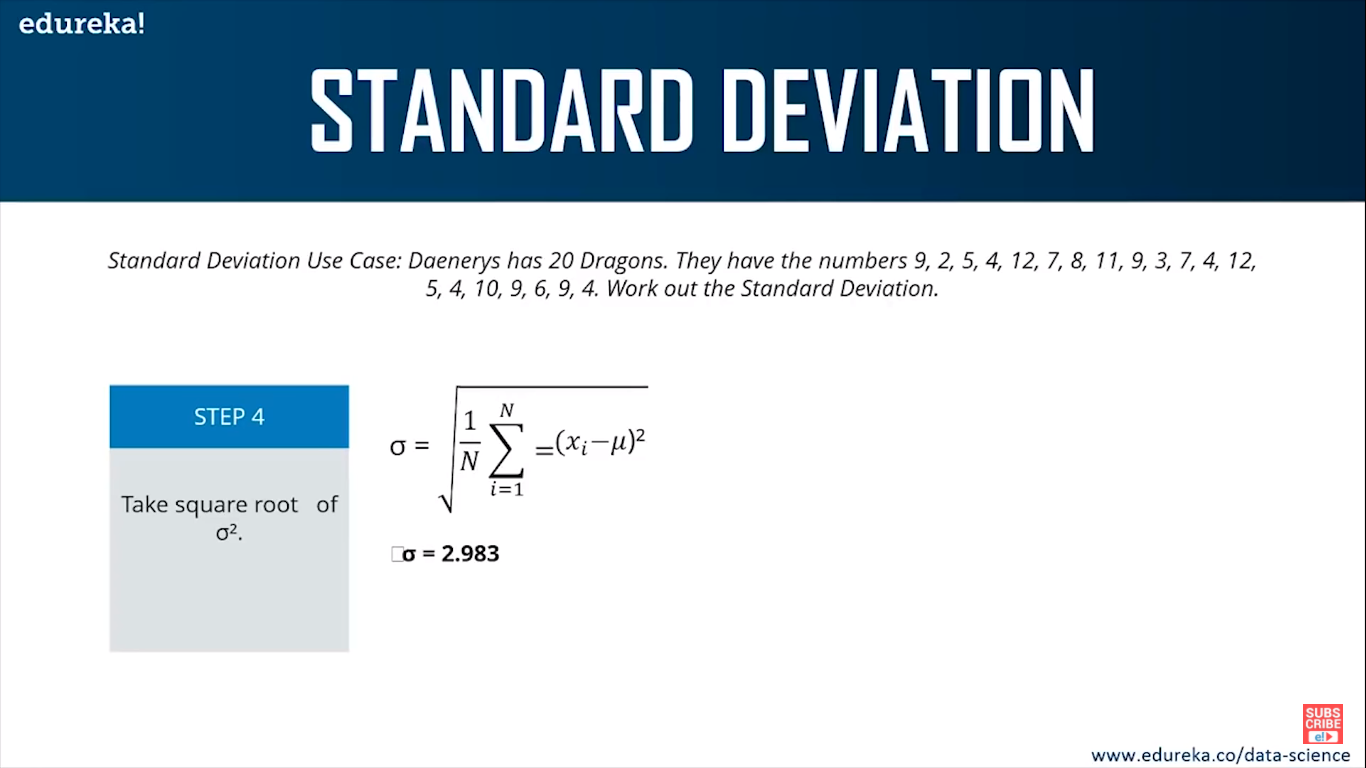 edureka!
STANDARD DEVIATION
Standard Deviation Use Case: Daenerys has 20 Dragons. They have the numbers 9, 2, 5, 4, 12, 7, 8, 11, 9, 3, 7, 4, 12,
5, 4, 10, 9, 6, 9, 4. Work out the Standard Deviation.
STEP 4
Take square root of
σ².
σ = √(1/N ∑_{i=1}^{N} =(x_i−μ)²)
□σ = 2.983
SUBS
CRIBE
e!
www.edureka.co/data-science